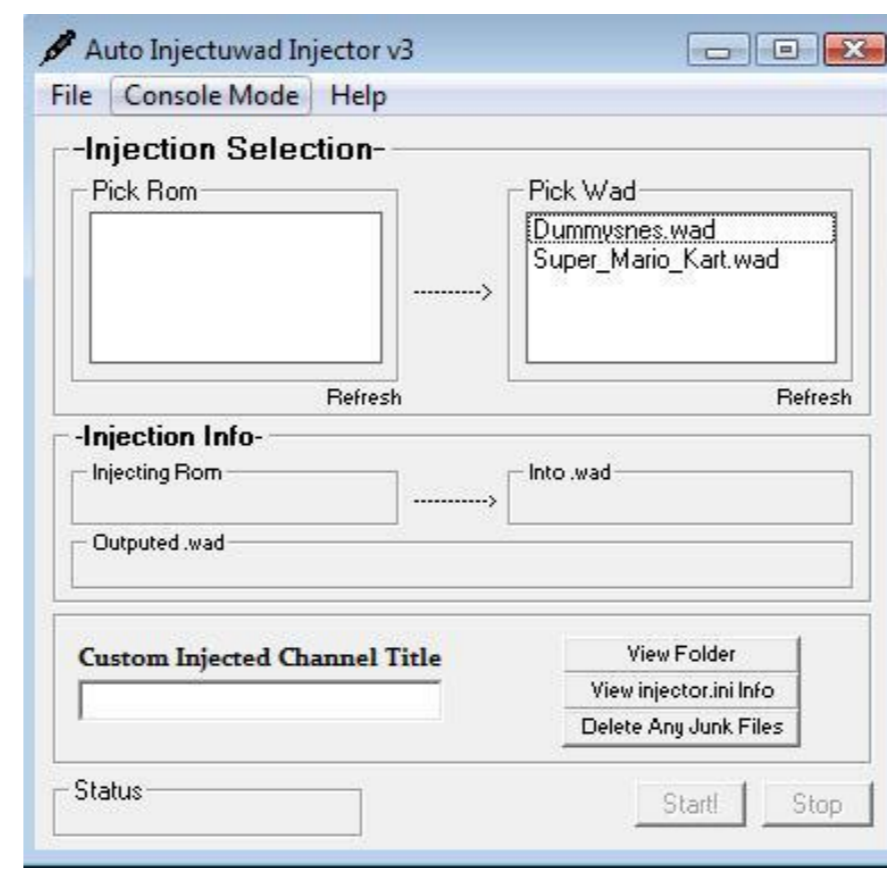 Auto Injectuwad Injector v3
File Console Mode Help
-Injection Selection-
Pick Rom
Pick Wad
Dummysnes.wad
Super_Mario_Kart.wad
---------->
Refresh
Refresh
-Injection Info-
Injecting Rom
----------->
Into .wad
Outputed .wad
Custom Injected Channel Title
View Folder
View injector.ini Info
Delete Any Junk Files
Status
Start!
Stop